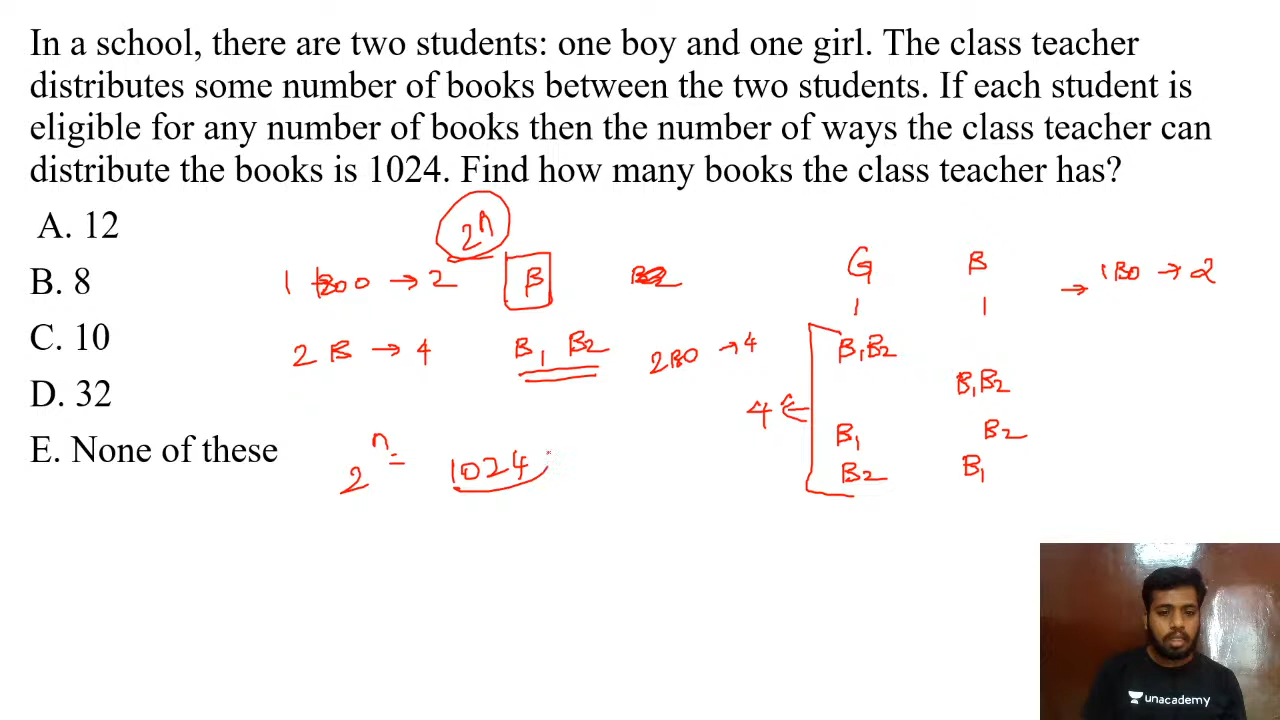 In a school, there are two students: one boy and one girl. The class teacher
distributes some number of books between the two students. If each student is
eligible for any number of books then the number of ways the class teacher can
distribute the books is 1024. Find how many books the class teacher has?
A. 12
2ⁿ
B. 8
1 Boo → 2
B
G
B
→ 1 BO → 2
1
1
C. 10
2 B → 4
B₁ B₂
2 BO → 4
B₁B₂
B₁B₂
D. 32
4 ←
B₁
B₂
E. None of these
2ⁿ = 1024
B₂
B₁
unacademy